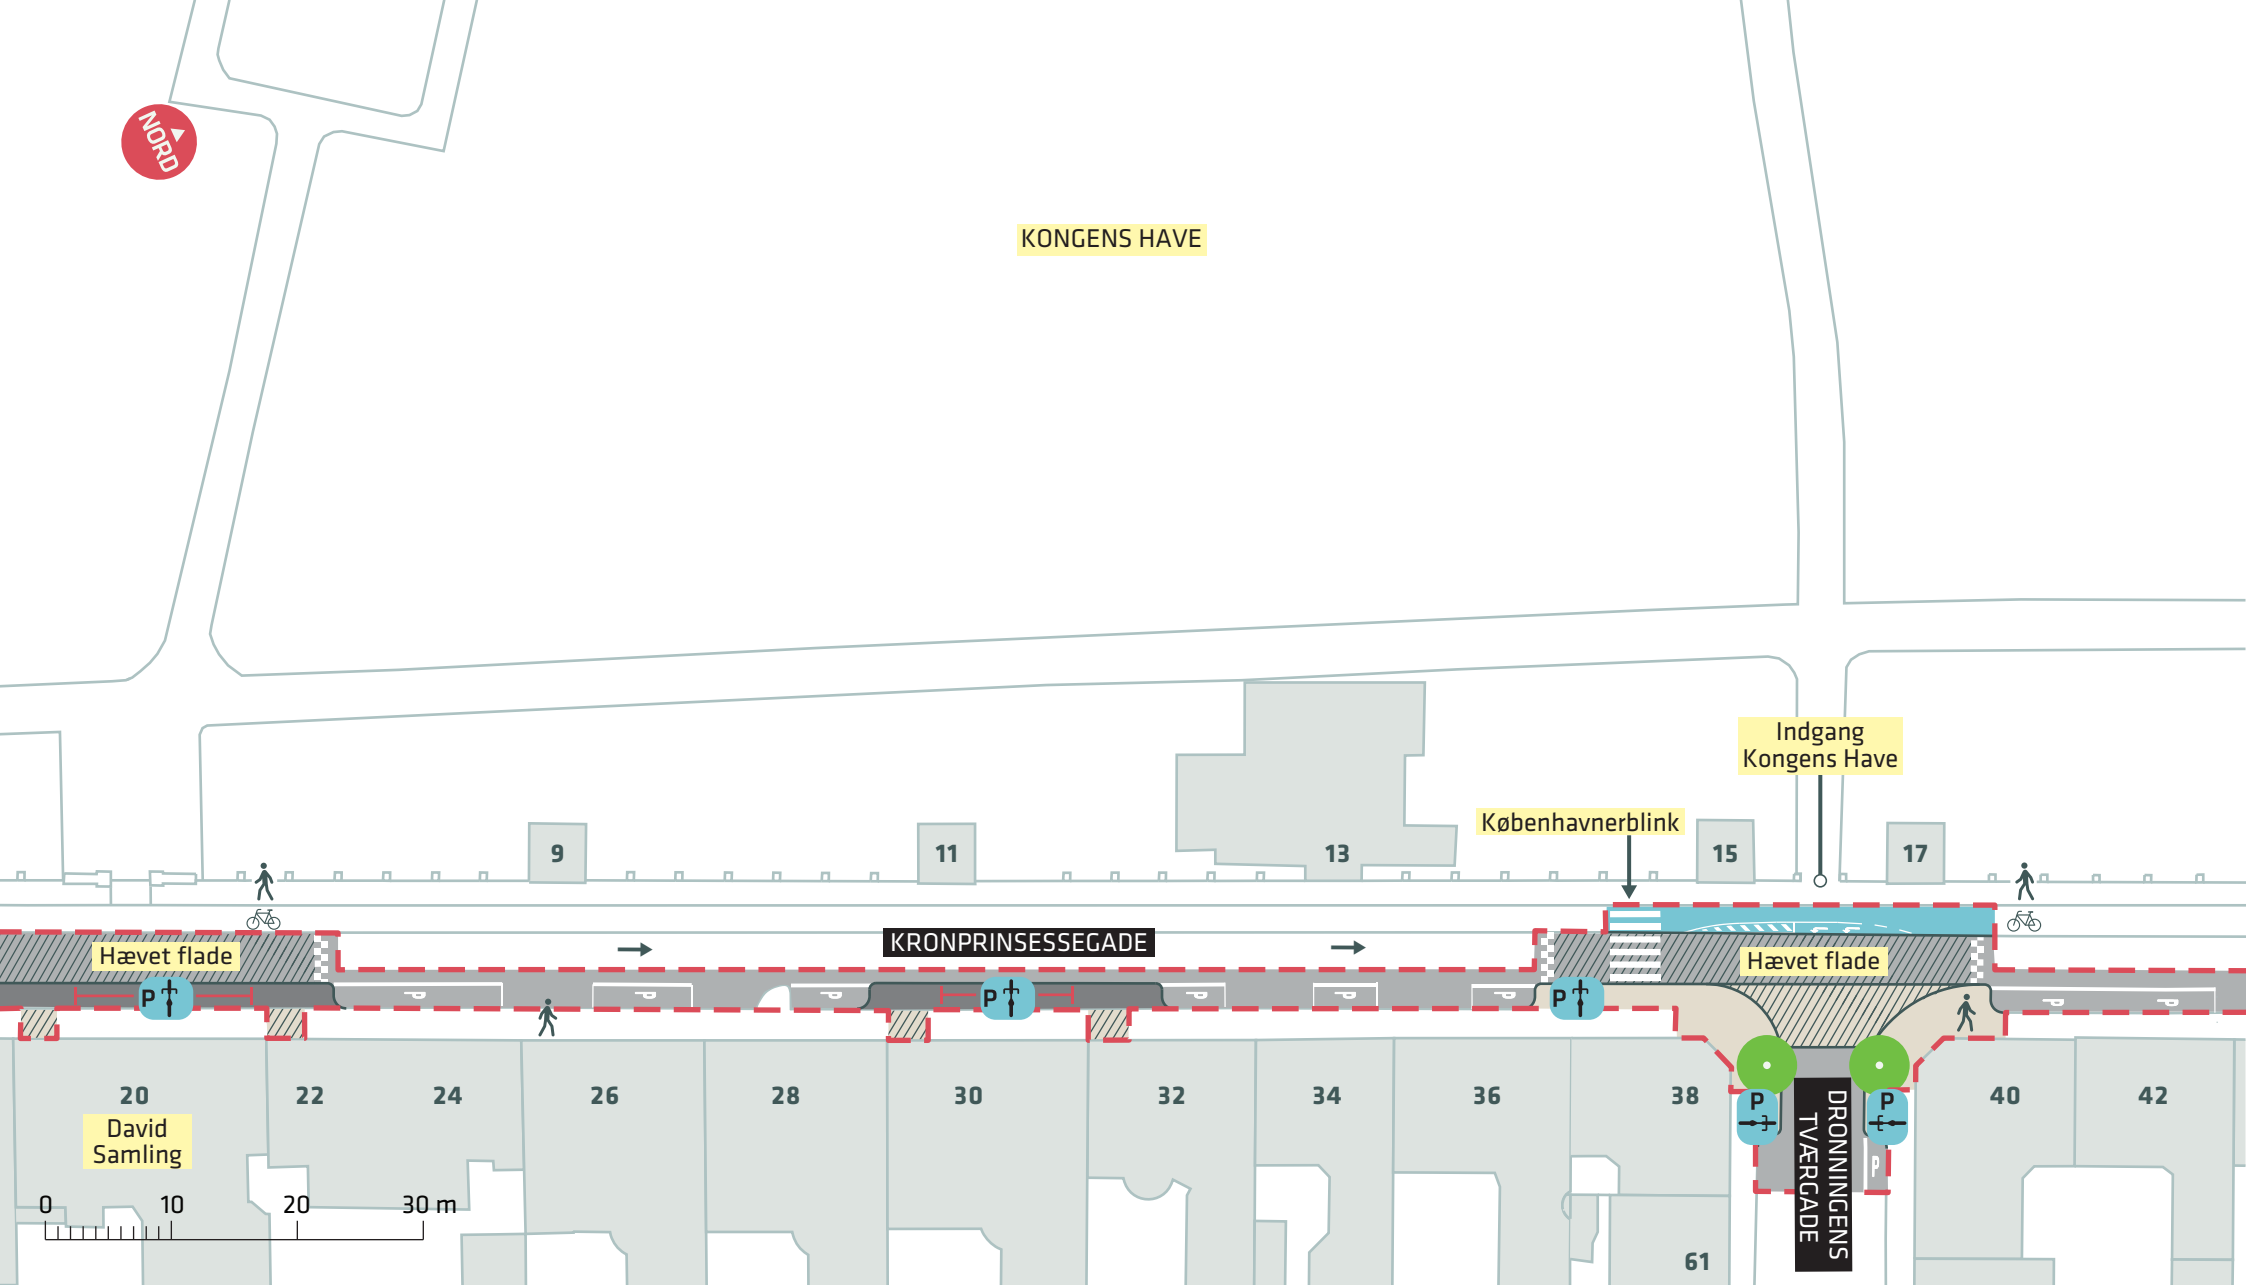 NORD
KONGENS HAVE
Indgang
Kongens Have
Københavnerblink
9
11
13
15
17
KRONPRINSESSEGADE
Hævet flade
Hævet flade
P
P
P
P
P
P
P
P
P
P
P
P
20
22
24
26
28
30
32
34
36
38
40
42
David
Samling
P
P
P
DRONNINGENS
TVÆRGADE
0
10
20
30 m
61